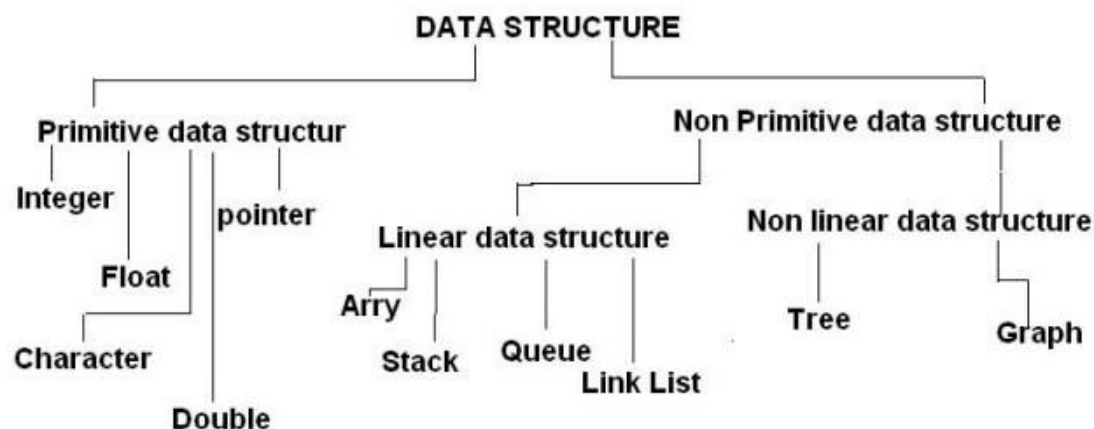 DATA STRUCTURE
Primitive data structur
Non Primitive data structure
Integer
pointer
Float
Character
Double
Linear data structure
Arry
Stack
Queue
Link List
Non linear data structure
Tree
Graph